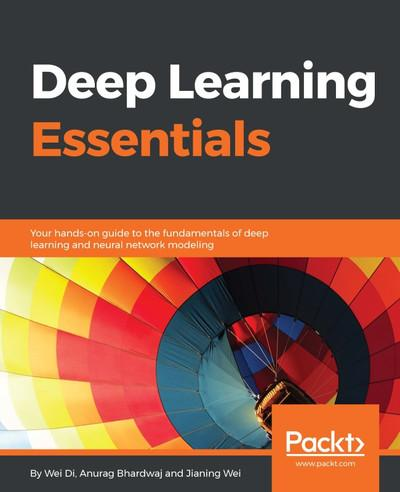 Deep Learning
Essentials
Your hands-on guide to the fundamentals of deep
learning and neural network modeling
By Wei Di, Anurag Bhardwaj and Jianing Wei
Packt>
www.packt.com